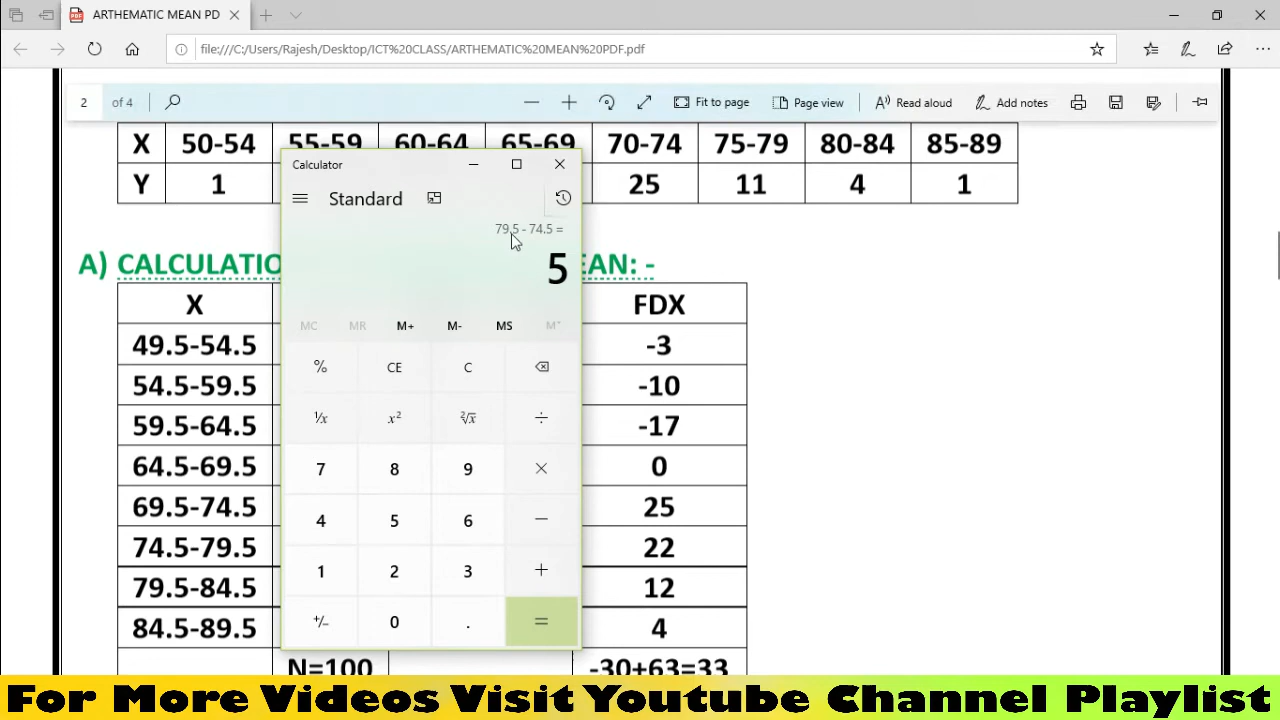 ARTHEMATIC MEAN PD
file:///C:/Users/Rajesh/Desktop/ICT%20CLASS/ARTHEMATIC%20MEAN%20PDF.pdf
2 of 4 Fit to page Page view Read aloud Add notes
X 50-54 55-59 60-64 65-69 70-74 75-79 80-84 85-89
Y 1 25 11 4 1
Calculator
Standard
79.5 - 74.5 =
5
MC MR M+ M- MS M˅
% CE C
⅟x x² ²√x ÷
7 8 9 ×
4 5 6 −
1 2 3 +
+/− 0 . =
A) CALCULATIO EAN: -
X FDX
49.5-54.5 -3
54.5-59.5 -10
59.5-64.5 -17
64.5-69.5 0
69.5-74.5 25
74.5-79.5 22
79.5-84.5 12
84.5-89.5 4
N=100 -30+63=33
For More Videos Visit Youtube Channel Playlist